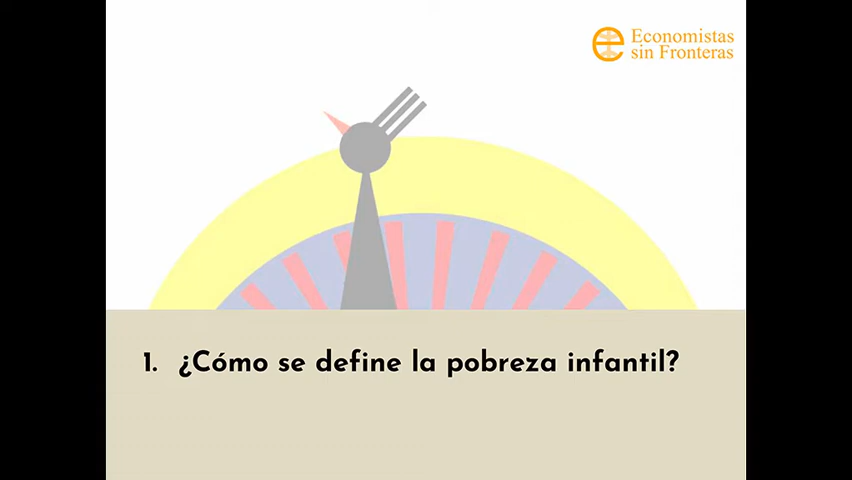 Economistas
sin Fronteras
1. ¿Cómo se define la pobreza infantil?